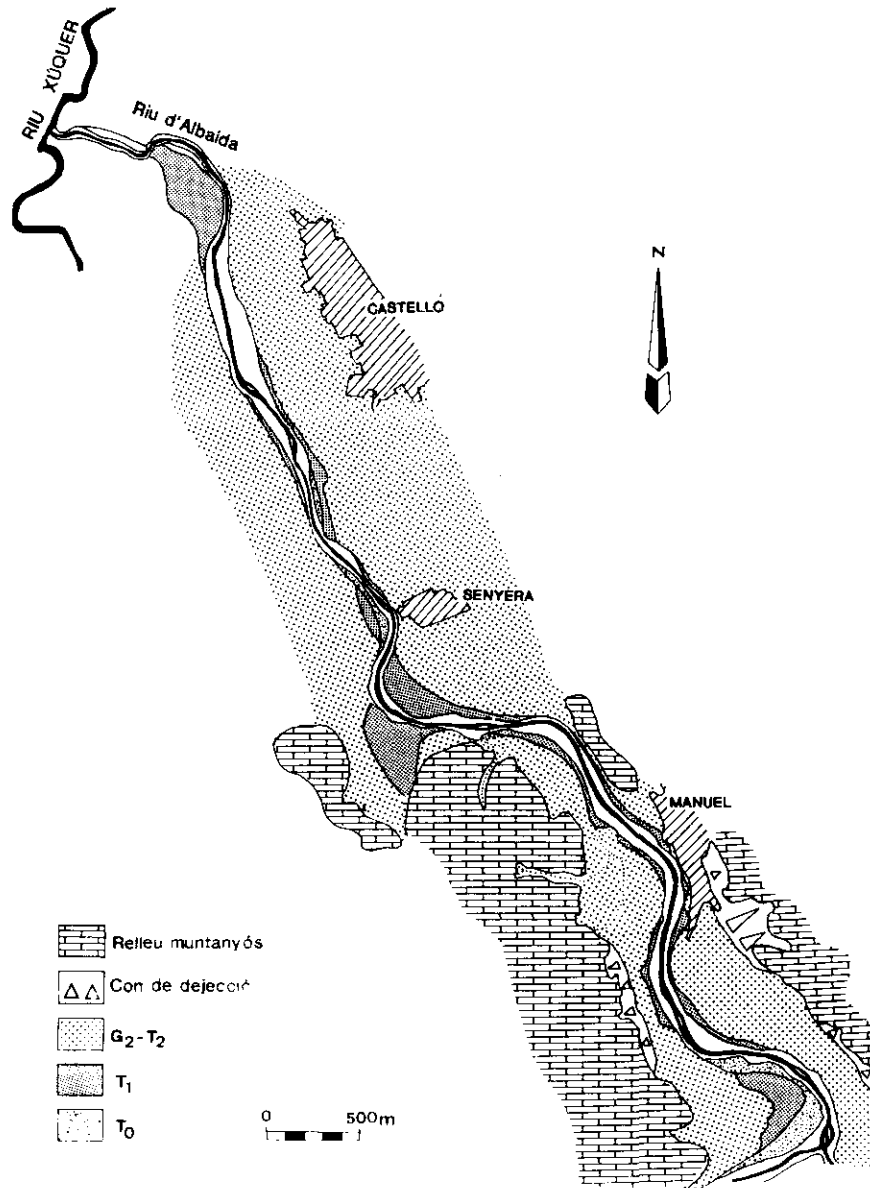 RIU XÚQUER
Riu d'Albaida
N
CASTELLÓ
SENYERA
MANUEL
Relleu muntanyós
Con de dejecció
G2-T2
T1
T0
0 500m